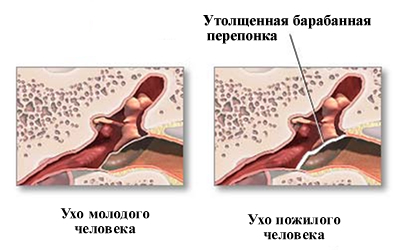 Утолщенная барабанная
перепонка
Ухо молодого
человека
Ухо пожилого
человека